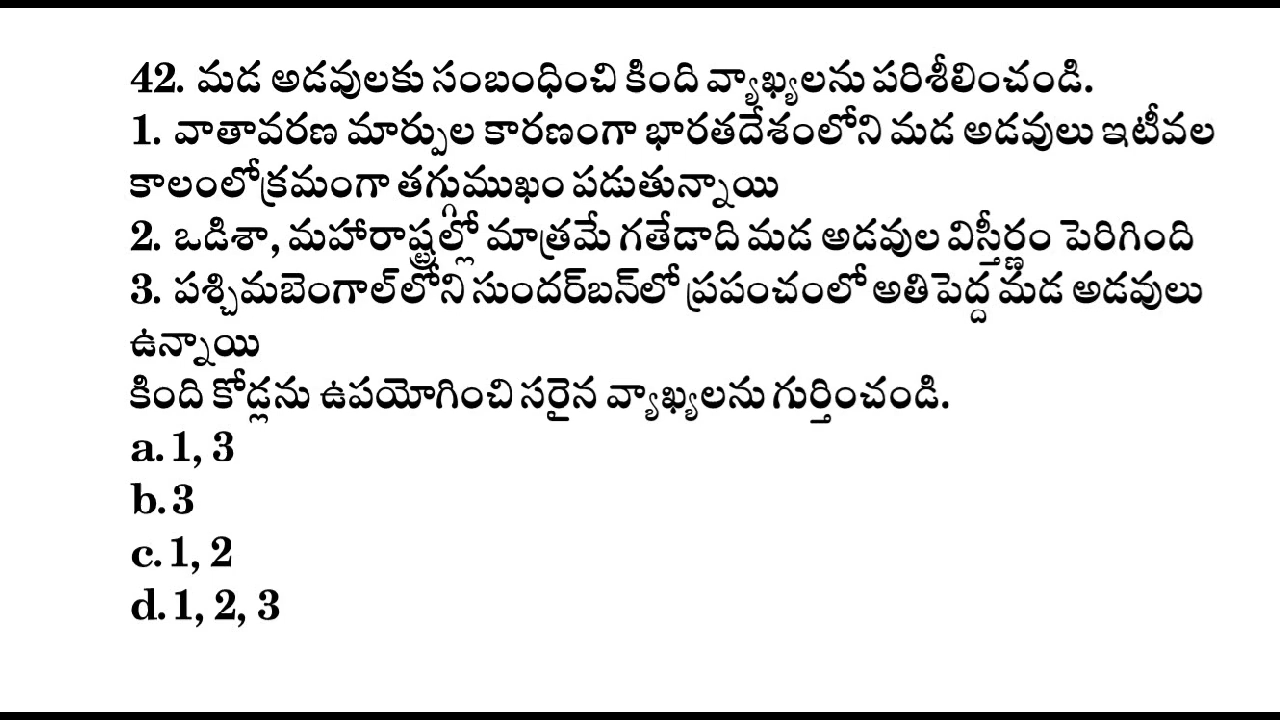 42. మడ అడవులకు సంబంధించి కింది వ్యాఖ్యలను పరిశీలించండి.
1. వాతావరణ మార్పుల కారణంగా భారతదేశంలోని మడ అడవులు ఇటీవల
కాలంలోక్రమంగా తగ్గుముఖం పడుతున్నాయి
2. ఒడిశా, మహారాష్ట్రల్లో మాత్రమే గతేడాది మడ అడవుల విస్తీర్ణం పెరిగింది
3. పశ్చిమబెంగాల్‌లోని సుందర్‌బన్‌లో ప్రపంచంలో అతిపెద్ద మడ అడవులు
ఉన్నాయి
కింది కోడ్లను ఉపయోగించి సరైన వ్యాఖ్యలను గుర్తించండి.
a. 1, 3
b. 3
c. 1, 2
d. 1, 2, 3